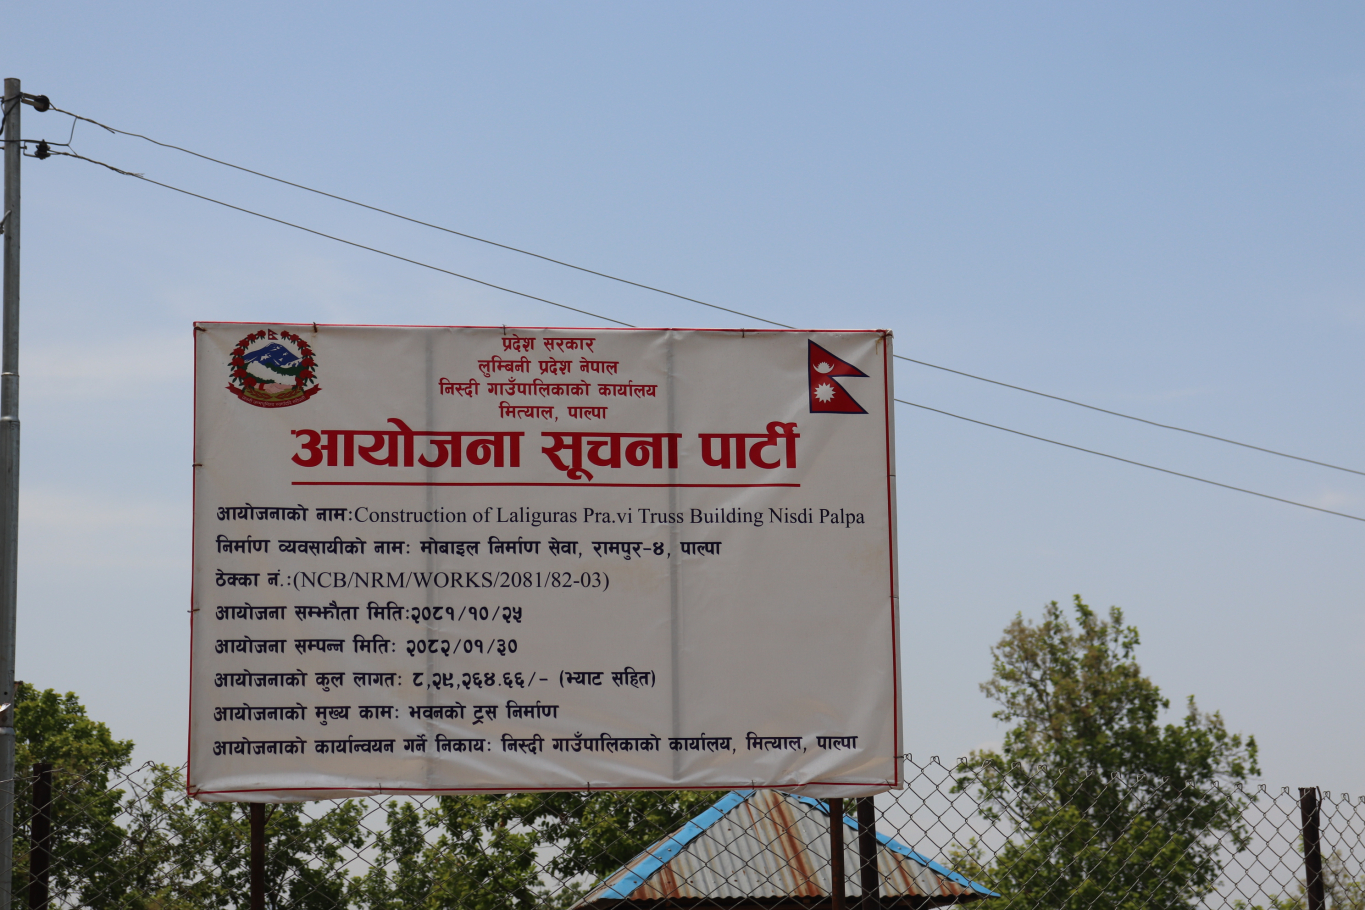 प्रदेश सरकार
लुम्बिनी प्रदेश नेपाल
निस्दी गाउँपालिकाको कार्यालय
मित्याल, पाल्पा
आयोजना सूचना पार्टी
आयोजनाको नाम:Construction of Laliguras Pra.vi Truss Building Nisdi Palpa
निर्माण व्यवसायीको नाम: मोबाइल निर्माण सेवा, रामपुर-४, पाल्पा
ठेक्का नं.:(NCB/NRM/WORKS/2081/82-03)
आयोजना सम्झौता मिति:२०८१/१०/२५
आयोजना सम्पन्न मिति: २०८२/०१/३०
आयोजनाको कुल लागत: ८,२९,२६४.६६/- (भ्याट सहित)
आयोजनाको मुख्य काम: भवनको ट्रस निर्माण
आयोजनाको कार्यान्वयन गर्ने निकाय: निस्दी गाउँपालिकाको कार्यालय, मित्याल, पाल्पा